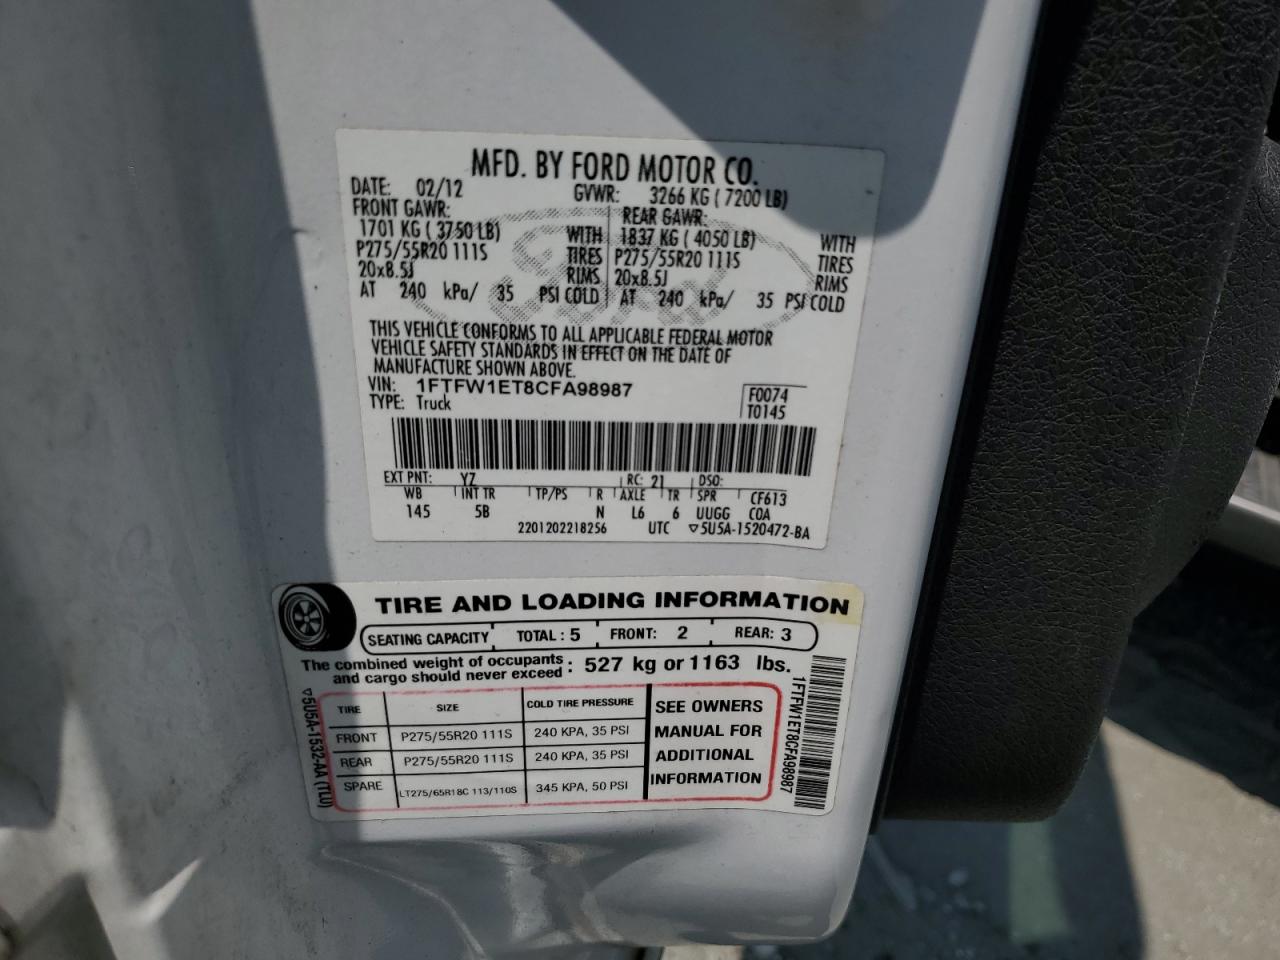 MFD. BY FORD MOTOR CO.
DATE: 02/12 GVWR: 3266 KG ( 7200 LB)
FRONT GAWR: REAR GAWR:
1701 KG ( 3750 LB) WITH 1837 KG ( 4050 LB) WITH
P275/55R20 111S TIRES P275/55R20 111S TIRES
20x8.5J RIMS 20x8.5J RIMS
AT 240 kPa/ 35 PSI COLD AT 240 kPa/ 35 PSI COLD
Ford
THIS VEHICLE CONFORMS TO ALL APPLICABLE FEDERAL MOTOR
VEHICLE SAFETY STANDARDS IN EFFECT ON THE DATE OF
MANUFACTURE SHOWN ABOVE.
VIN: 1FTFW1ET8CFA98987 F0074
TYPE: Truck T0145
EXT PNT: YZ RC: 21 DSO:
WB INT TR TP/PS R AXLE TR SPR CF613
145 5B N L6 6 UUGG COA
2201202218256 UTC ▽5U5A-1520472-BA
TIRE AND LOADING INFORMATION
SEATING CAPACITY TOTAL : 5 FRONT: 2 REAR: 3
The combined weight of occupants
and cargo should never exceed : 527 kg or 1163 lbs.
TIRE SIZE COLD TIRE PRESSURE
FRONT P275/55R20 111S 240 KPA, 35 PSI
REAR P275/55R20 111S 240 KPA, 35 PSI
SPARE LT275/65R18C 113/110S 345 KPA, 50 PSI
SEE OWNERS
MANUAL FOR
ADDITIONAL
INFORMATION
▽5U5A-1532-AA (TLU)
1FTFW1ET8CFA98987